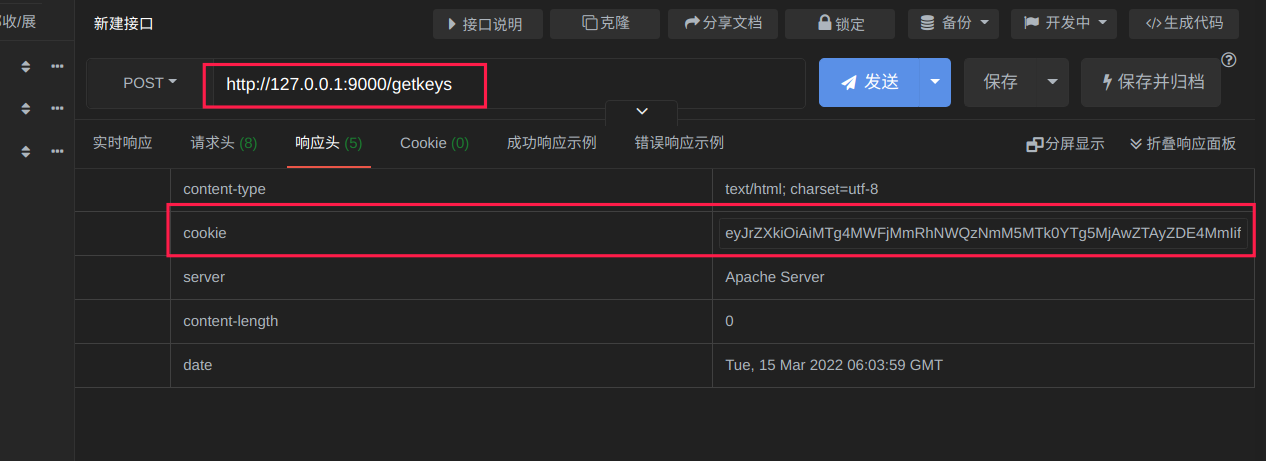 收/展
新建接口
接口说明 克隆 分享文档 锁定 备份 开发中 </>生成代码
POST http://127.0.0.1:9000/getkeys 发送 保存 保存并归档
实时响应 请求头 (8) 响应头 (5) Cookie (0) 成功响应示例 错误响应示例 分屏显示 折叠响应面板
content-type text/html; charset=utf-8
cookie eyJrZXkiOiAiMTg4MWFjMmRhNWQzNmM5MTk0YTg5MjAwZTAyZDE4MmIif
server Apache Server
content-length 0
date Tue, 15 Mar 2022 06:03:59 GMT